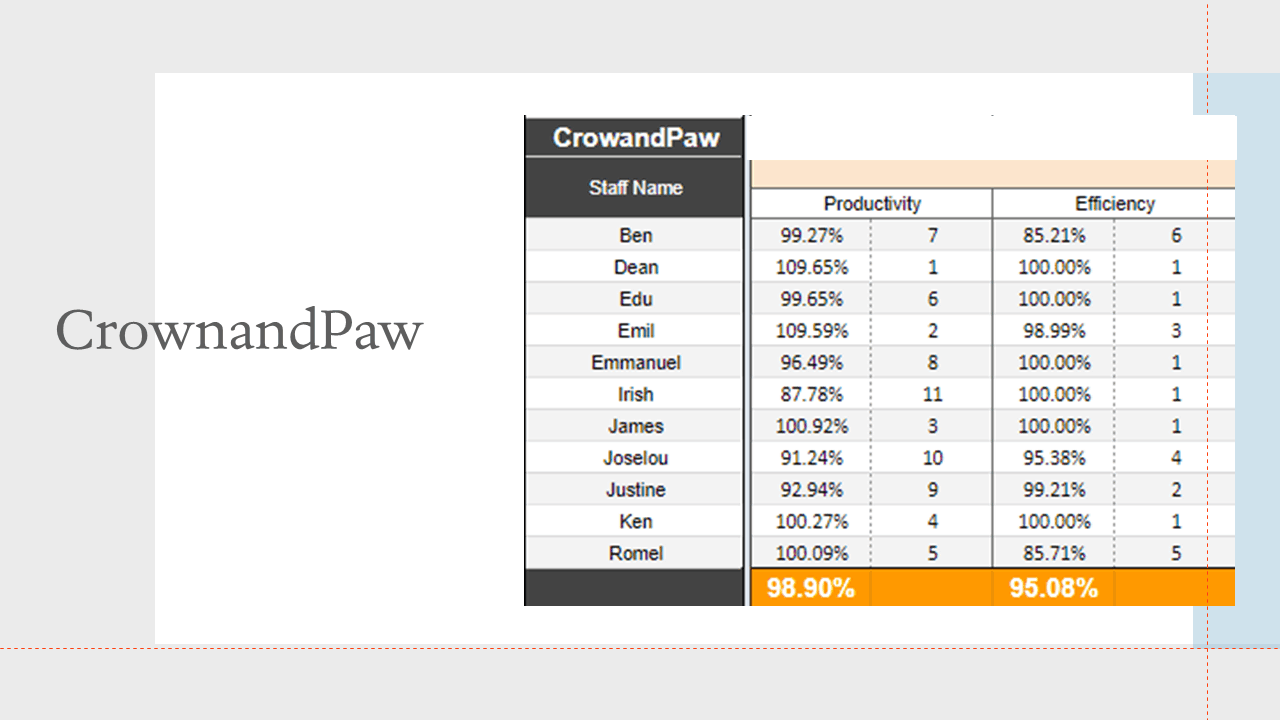 CrownandPaw
CrowandPaw
Staff Name
Productivity Efficiency
Ben 99.27% 7 85.21% 6
Dean 109.65% 1 100.00% 1
Edu 99.65% 6 100.00% 1
Emil 109.59% 2 98.99% 3
Emmanuel 96.49% 8 100.00% 1
Irish 87.78% 11 100.00% 1
James 100.92% 3 100.00% 1
Joselou 91.24% 10 95.38% 4
Justine 92.94% 9 99.21% 2
Ken 100.27% 4 100.00% 1
Romel 100.09% 5 85.71% 5
98.90% 95.08%